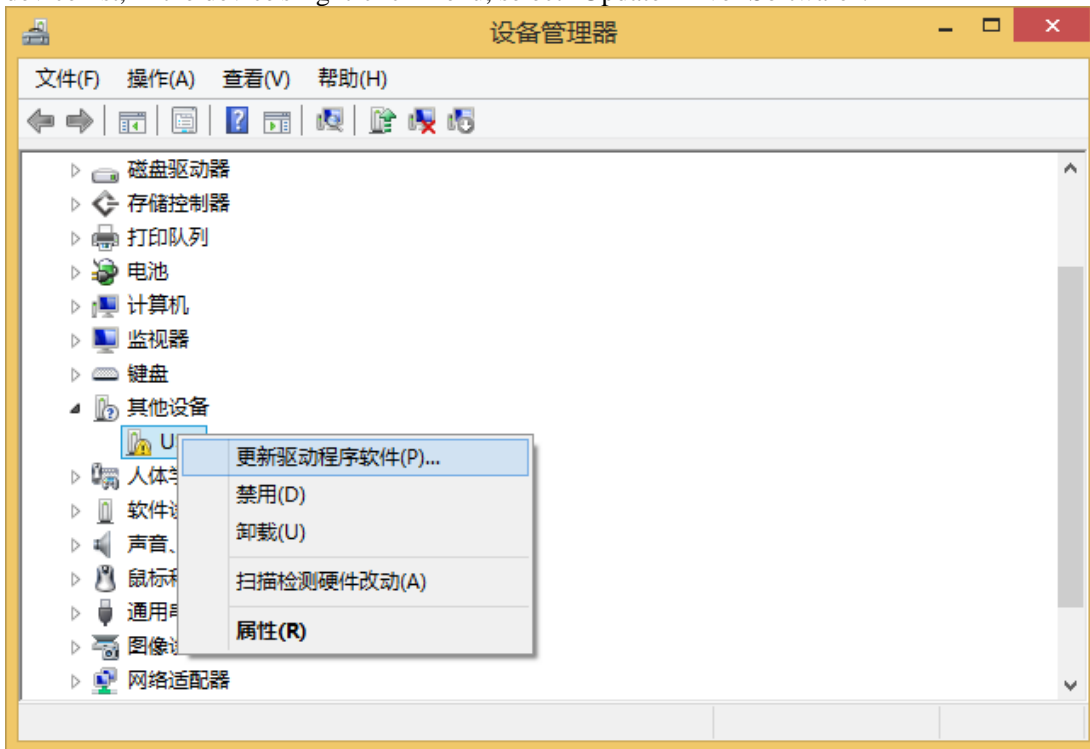 设备管理器
文件(F) 操作(A) 查看(V) 帮助(H)
磁盘驱动器
存储控制器
打印队列
电池
计算机
监视器
键盘
其他设备
更新驱动程序软件(P)...
人体
禁用(D)
软件
卸载(U)
声音、
扫描检测硬件改动(A)
通用
属性(R)
图像
网络适配器